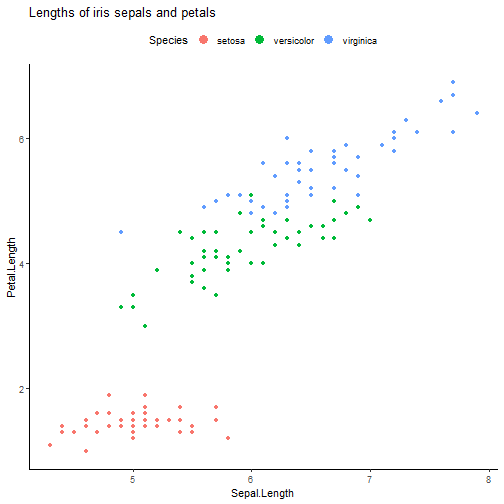 Lengths of iris sepals and petals
Species setosa versicolor virginica
6
4
2
Petal.Length
5 6 7 8
Sepal.Length